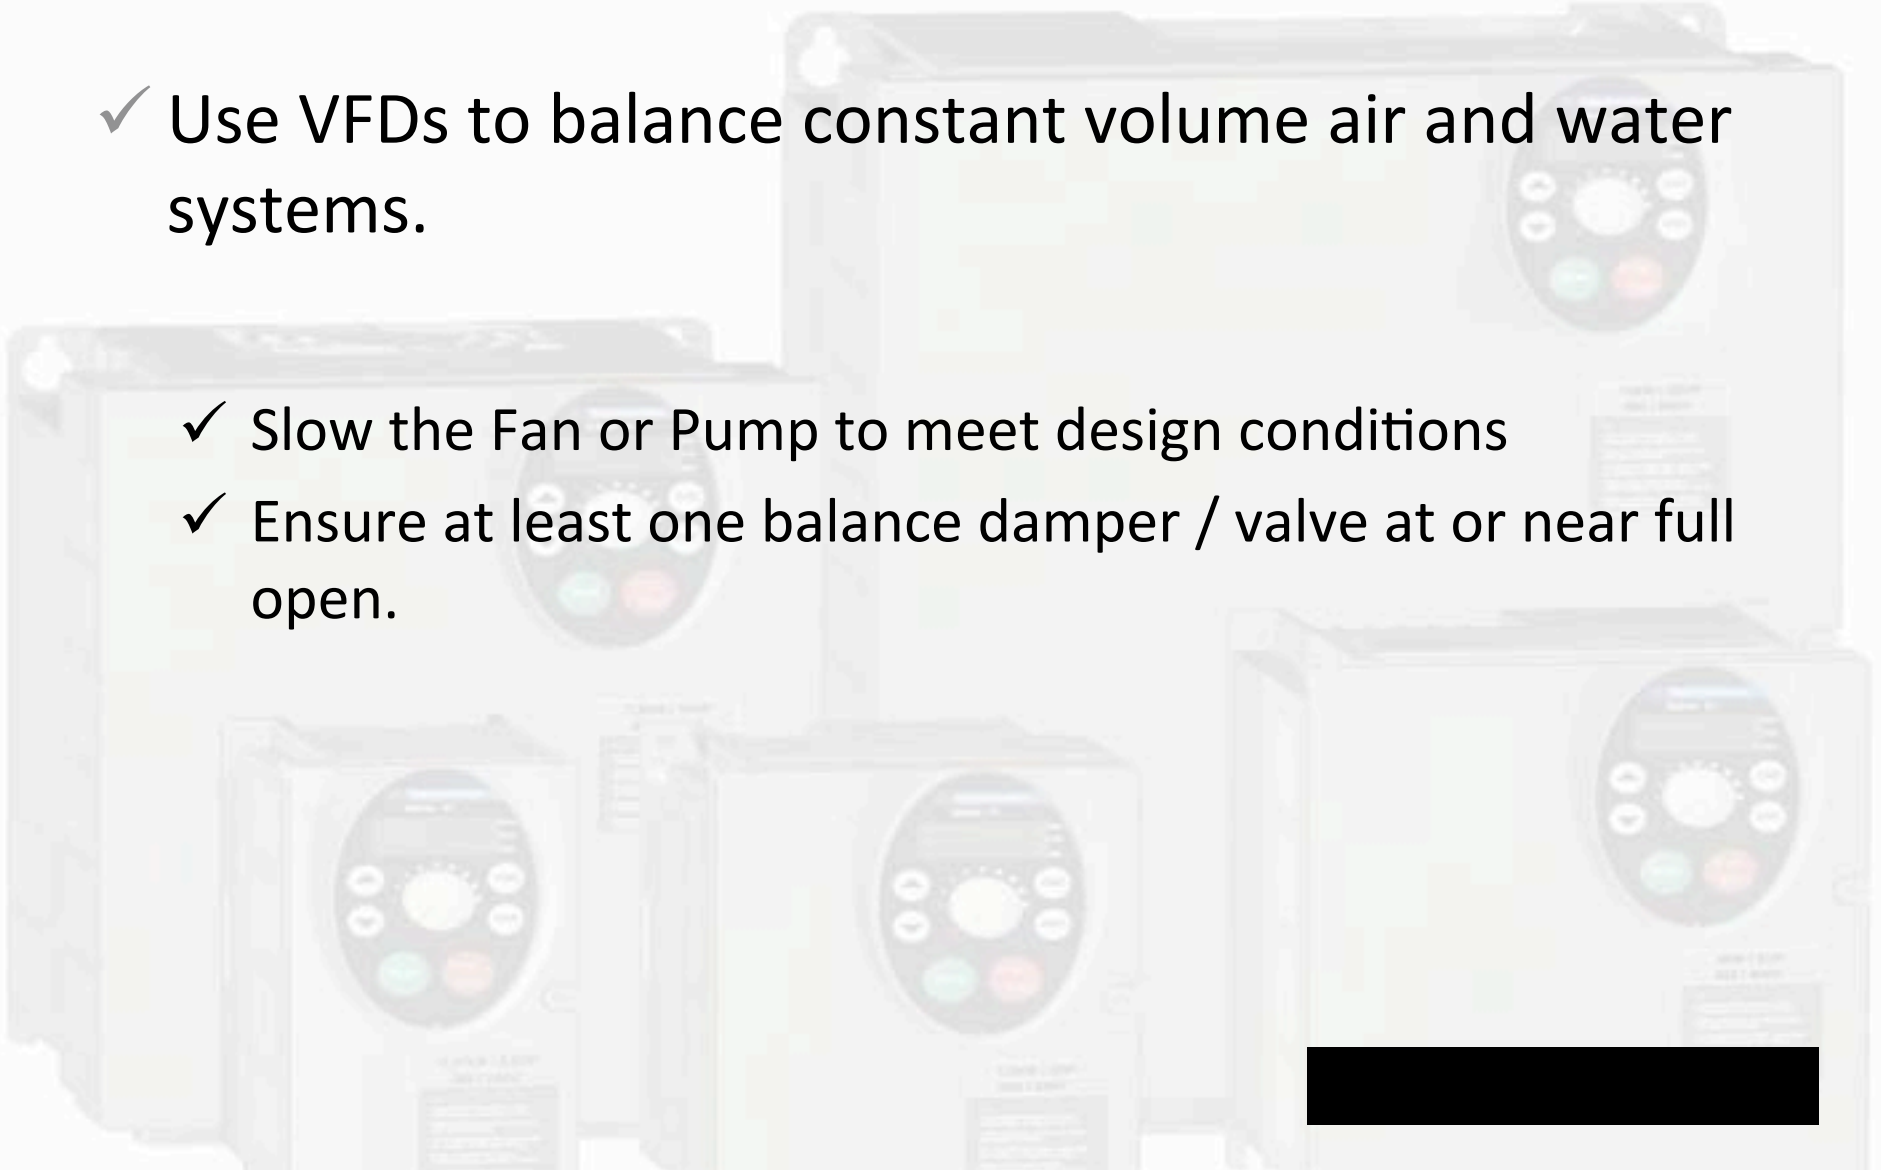 ✓ Use VFDs to balance constant volume air and water
systems.
✓ Slow the Fan or Pump to meet design conditions
✓ Ensure at least one balance damper / valve at or near full
open.